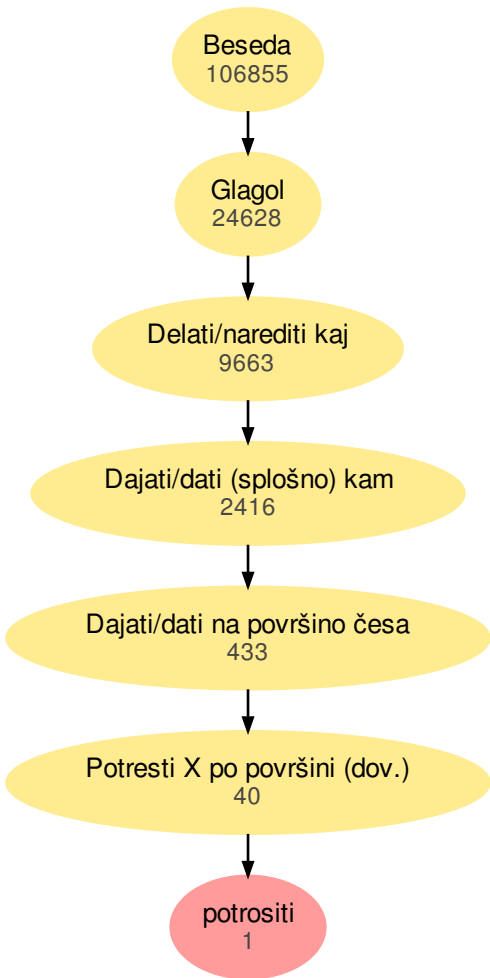 Beseda
106855
Glagol
24628
Delati/narediti kaj
9663
Dajati/dati (splošno) kam
2416
Dajati/dati na površino česa
433
Potresti X po površini (dov.)
40
potrositi
1